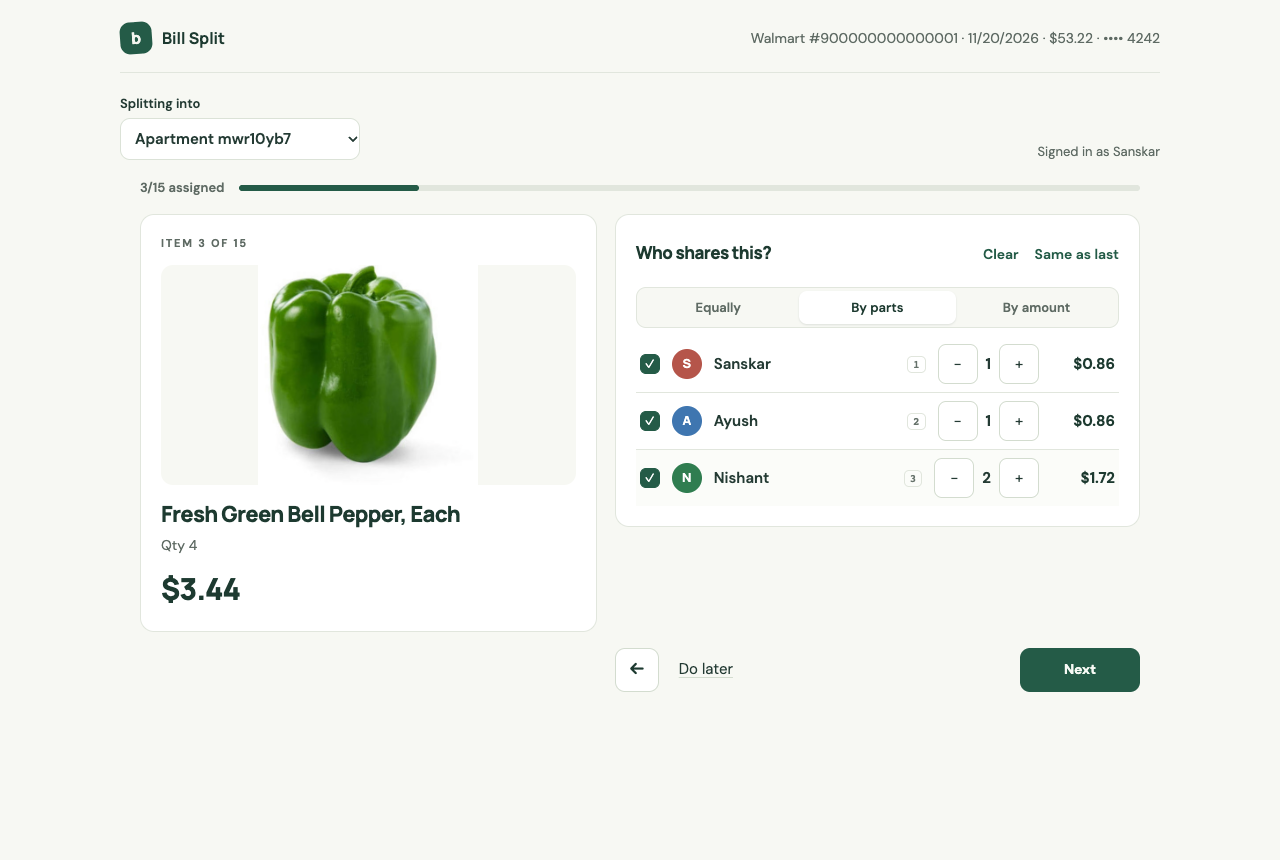 b Bill Split
Walmart #900000000000001 · 11/20/2026 · $53.22 · •••• 4242
Splitting into
Apartment mwr10yb7
Signed in as Sanskar
3/15 assigned
ITEM 3 OF 15
Fresh Green Bell Pepper, Each
Qty 4
$3.44
Who shares this?
Clear Same as last
Equally By parts By amount
S Sanskar 1 − 1 + $0.86
A Ayush 2 − 1 + $0.86
N Nishant 3 − 2 + $1.72
← Do later Next